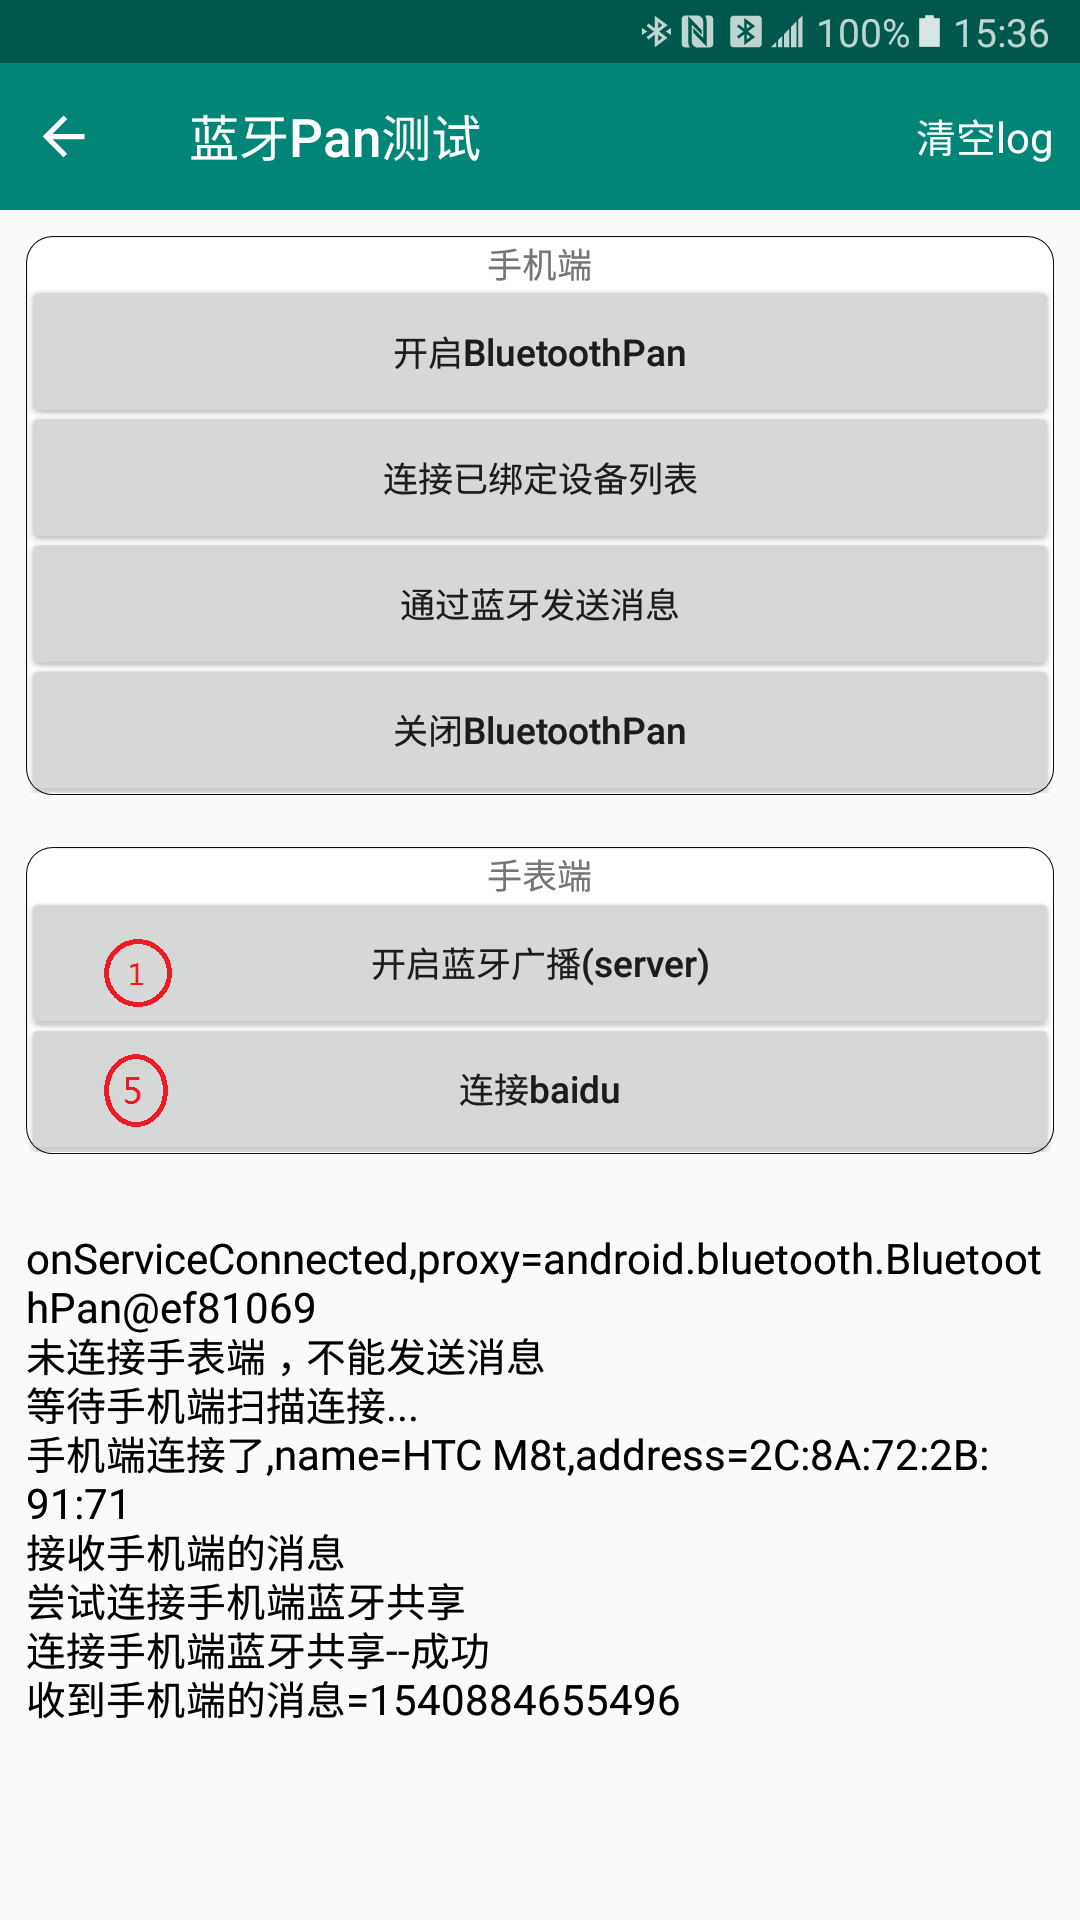 100% 15:36
蓝牙Pan测试 清空log
手机端
开启BluetoothPan
连接已绑定设备列表
通过蓝牙发送消息
关闭BluetoothPan
手表端
1 开启蓝牙广播(server)
5 连接baidu
onServiceConnected,proxy=android.bluetooth.Bluetoot
hPan@ef81069
未连接手表端，不能发送消息
等待手机端扫描连接...
手机端连接了,name=HTC M8t,address=2C:8A:72:2B:
91:71
接收手机端的消息
尝试连接手机端蓝牙共享
连接手机端蓝牙共享--成功
收到手机端的消息=1540884655496